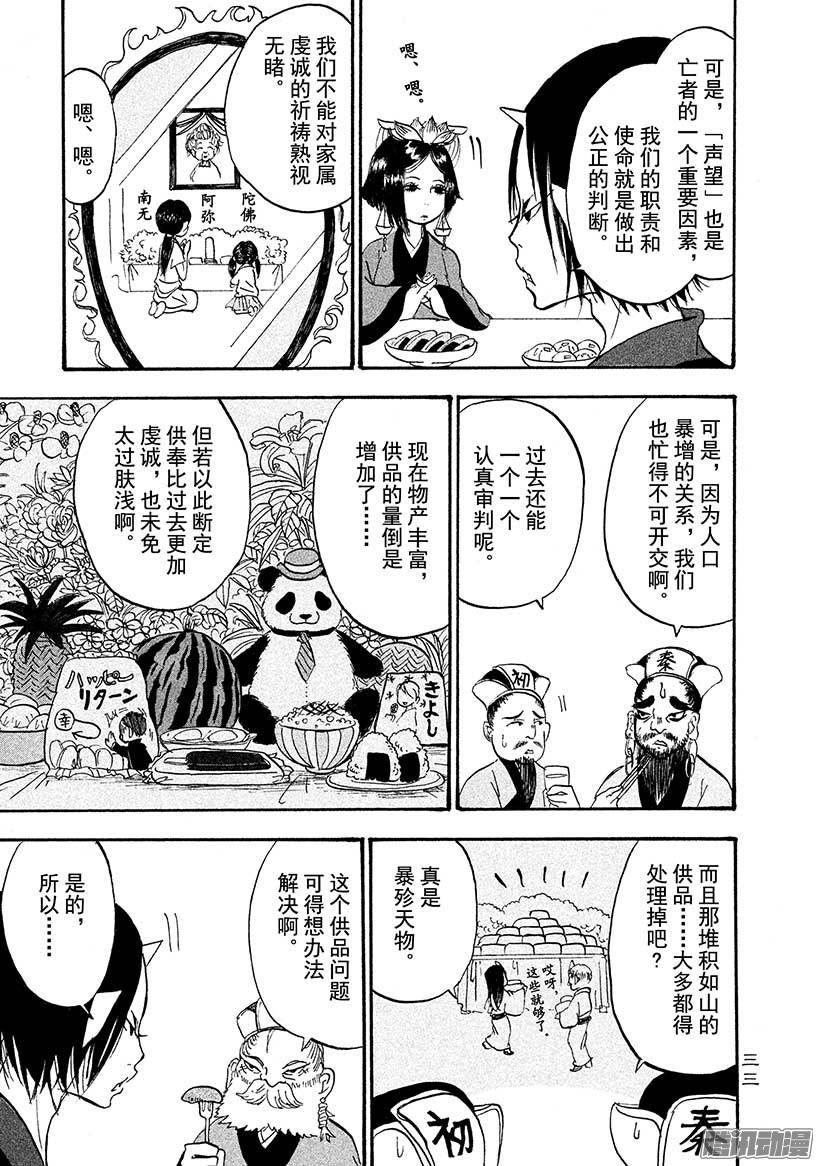 可是，「声望」也是
亡者的一个重要因素，
我们的职责和
使命就是做出
公正的判断。
嗯、嗯。
我们不能对家属
虔诚的祈祷熟视
无睹。
嗯、嗯。
南无
阿弥
陀佛
可是，因为人口
暴增的关系，我们
也忙得不可开交啊。
过去还能
一个一个
认真审判
呢。
秦
初
现在物产丰富，
供品的量倒是
增加了……
但若以此断定
供奉比过去更加
虔诚，也未免
太过肤浅啊。
ハッピー
リターン
幸
きよし
而且那堆积如山的
供品……大多都得
处理掉吧？
真是
暴殄天物。
哎呀，
这些就够了。
初
秦
这个供品问题
可得想办法
解决啊。
是的，
所以……
三三
腾讯动漫